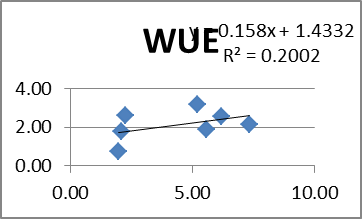 WUE
y = 0.158x + 1.4332
R² = 0.2002
4.00
2.00
0.00
0.00 5.00 10.00